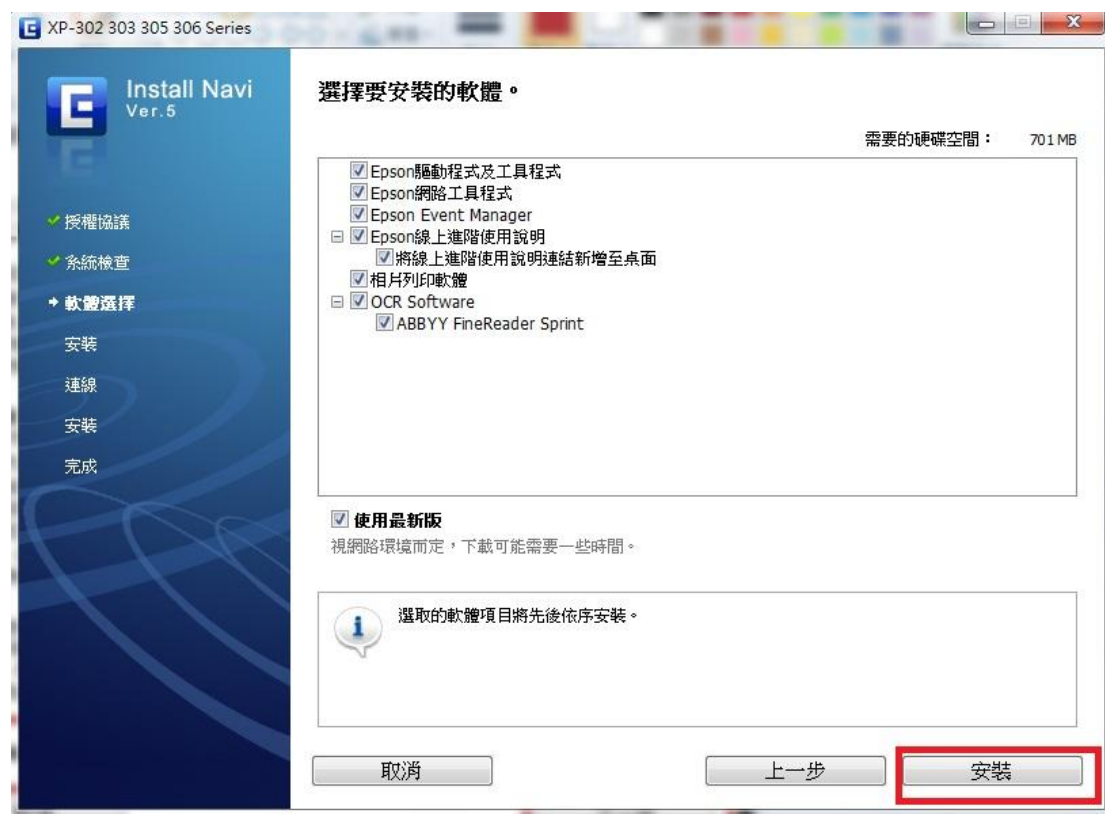 XP-302 303 305 306 Series
Install Navi
Ver.5
授權協議
系統檢查
軟體選擇
安裝
連線
安裝
完成
選擇要安裝的軟體。
需要的硬碟空間： 701 MB
Epson驅動程式及工具程式
Epson網路工具程式
Epson Event Manager
Epson線上進階使用說明
將線上進階使用說明連結新增至桌面
相片列印軟體
OCR Software
ABBYY FineReader Sprint
使用最新版
視網路環境而定，下載可能需要一些時間。
選取的軟體項目將先後依序安裝。
取消
上一步
安裝